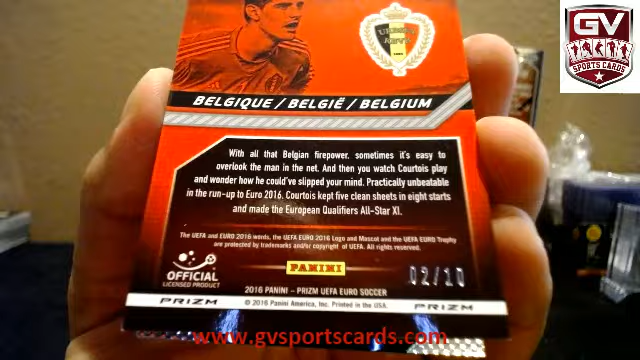 GV
SPORTS CARDS
URBSFA
KBVB
1895
BELGIQUE / BELGIË / BELGIUM
With all that Belgian firepower, sometimes it's easy to
overlook the man in the net. And then you watch Courtois play
and wonder how he could've slipped your mind. Practically unbeatable
in the run-up to Euro 2016, Courtois kept five clean sheets in eight starts
and made the European Qualifiers All-Star XI.
The UEFA and EURO 2016 words, the UEFA EURO 2016 Logo and Mascot and the UEFA EURO Trophy
are protected by trademarks and/or copyright of UEFA. All rights reserved.
OFFICIAL
LICENSED PRODUCT
PANINI
02/10
2016 PANINI - PRIZM UEFA EURO SOCCER
PRIZM
© 2016 Panini America, Inc. Printed in the USA.
PRIZM
www.gvsportscards.com